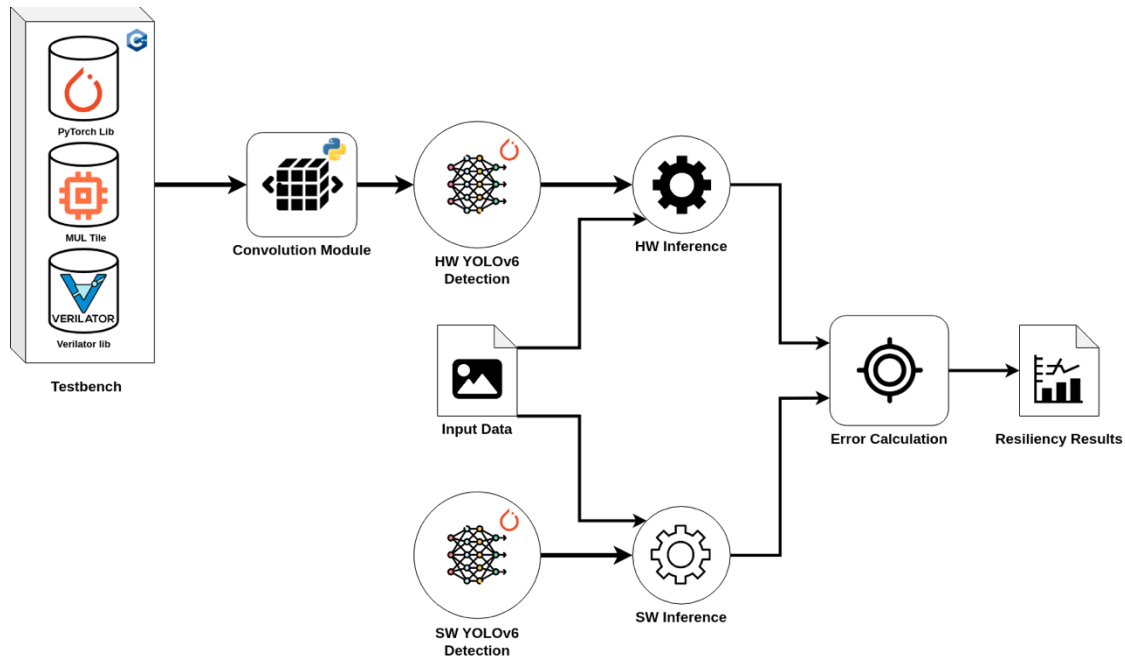 C++
PyTorch Lib
MUL Tile
VERILATOR
Verilator lib
Testbench
Convolution Module
HW YOLOv6
Detection
HW Inference
Input Data
Error Calculation
Resiliency Results
SW YOLOv6
Detection
SW Inference